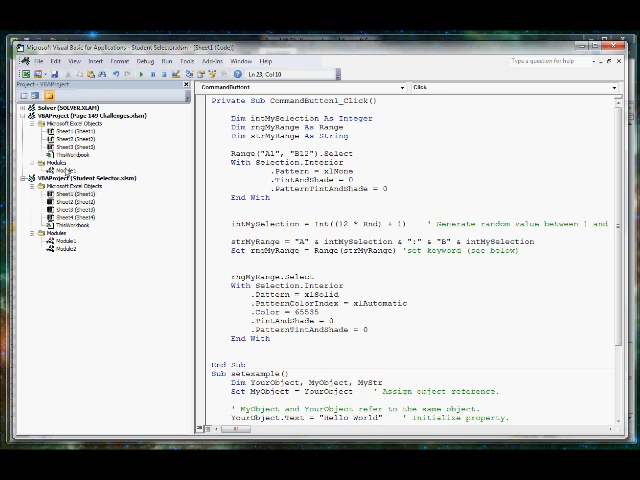 Microsoft Visual Basic for Applications - Student Selector.xlsm - [Sheet1 (Code)]
File Edit View Insert Format Debug Run Tools Add-Ins Window Help
Type a question for help
Ln 23, Col 10
Project - VBAProject
CommandButton1
Click
Solver (SOLVER.XLAM)
VBAProject (Page 149 Challenges.xlsm)
Microsoft Excel Objects
Sheet1 (Sheet1)
Sheet2 (Sheet2)
Sheet3 (Sheet3)
ThisWorkbook
Modules
Module1
VBAProject (Student Selector.xlsm)
Microsoft Excel Objects
Sheet1 (Sheet1)
Sheet2 (Sheet2)
Sheet3 (Sheet3)
Sheet4 (Sheet4)
ThisWorkbook
Modules
Module1
Module2
Private Sub CommandButton1_Click()
Dim intMySelection As Integer
Dim rngMyRange As Range
Dim strMyRange As String
Range("A1", "B12").Select
With Selection.Interior
.Pattern = xlNone
.TintAndShade = 0
.PatternTintAndShade = 0
End With
intMySelection = Int((12 * Rnd) + 1) ' Generate random value between 1 and
strMyRange = "A" & intMySelection & ":" & "B" & intMySelection
Set rngMyRange = Range(strMyRange) 'set keyword (see below)
rngMyRange.Select
With Selection.Interior
.Pattern = xlSolid
.PatternColorIndex = xlAutomatic
.Color = 65535
.TintAndShade = 0
.PatternTintAndShade = 0
End With
End Sub
Sub setexample()
Dim YourObject, MyObject, MyStr
Set MyObject = YourObject ' Assign object reference.
' MyObject and YourObject refer to the same object.
YourObject.Text = "Hello World" ' Initialize property.